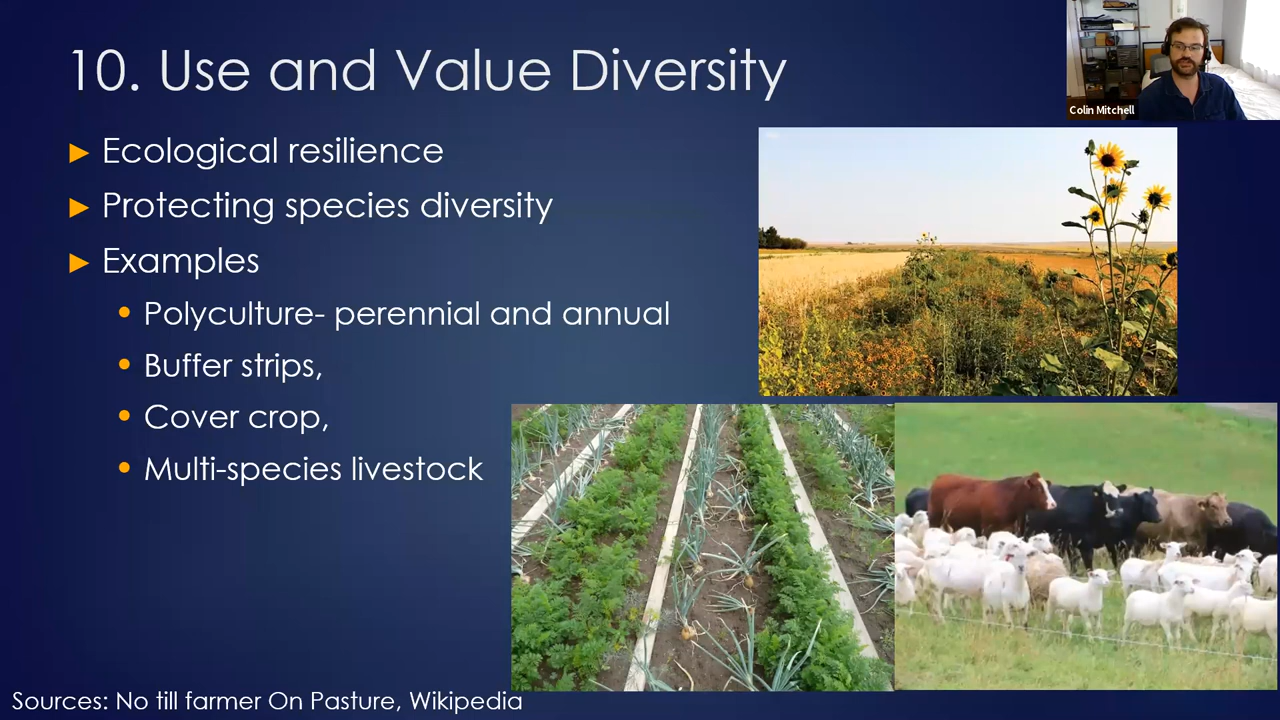 10. Use and Value Diversity
Colin Mitchell
Ecological resilience
Protecting species diversity
Examples
Polyculture- perennial and annual
Buffer strips,
Cover crop,
Multi-species livestock
Sources: No till farmer On Pasture, Wikipedia